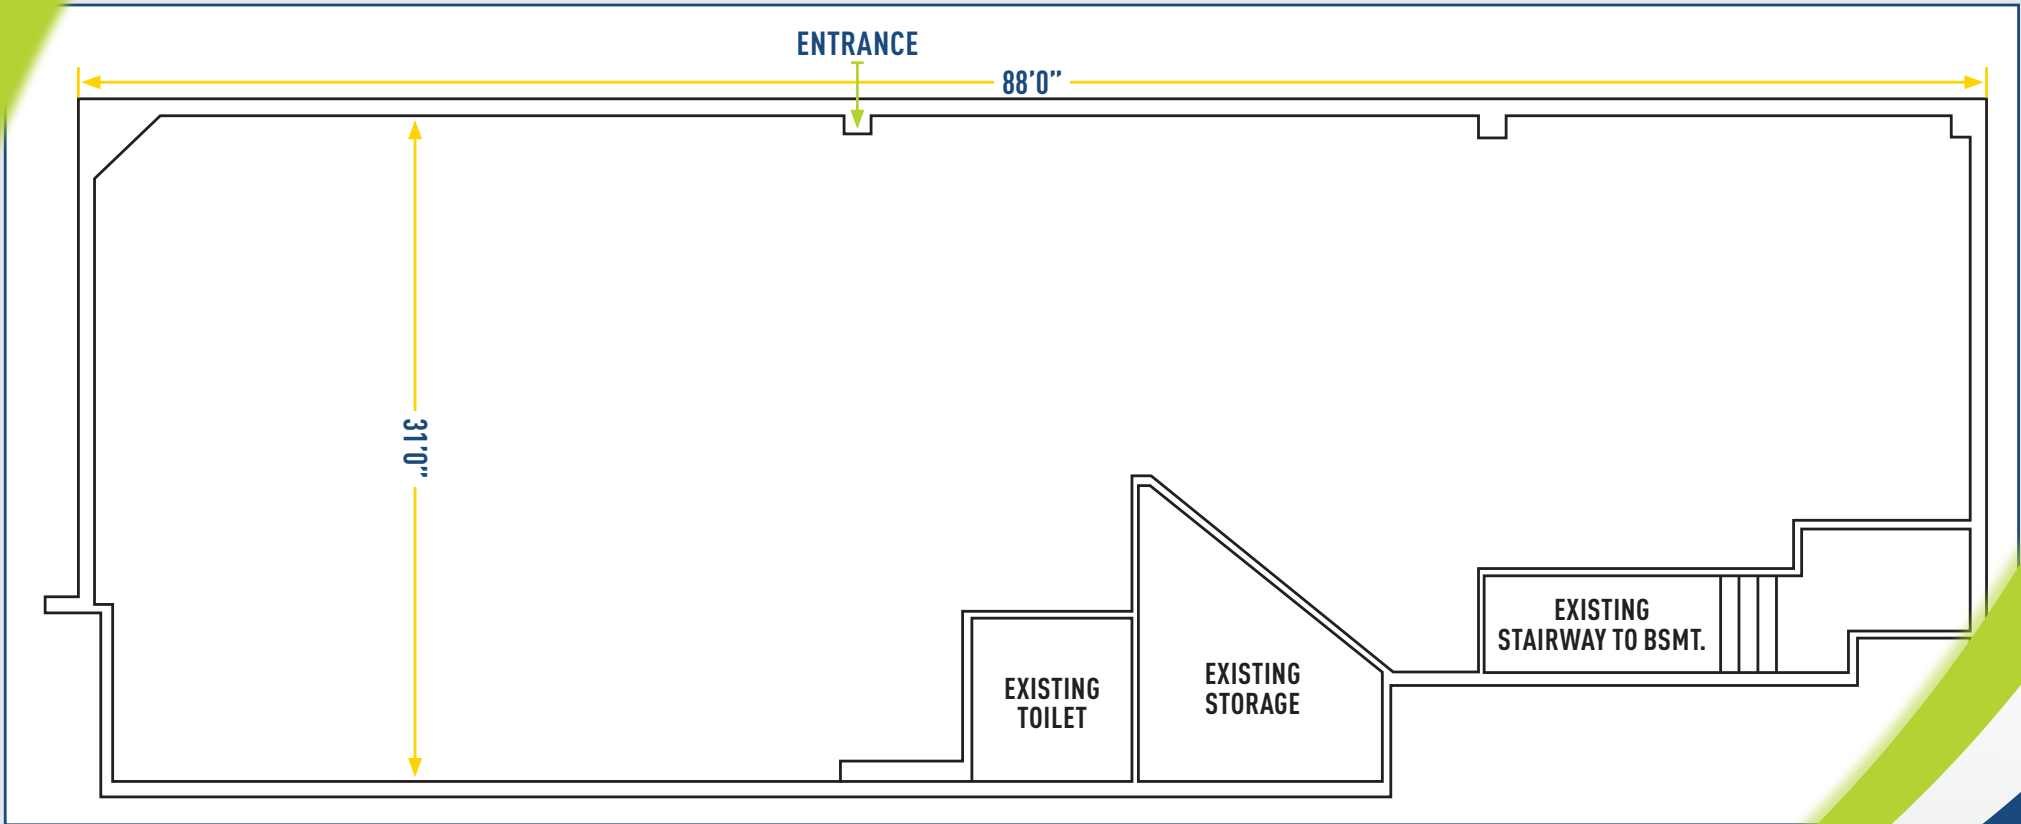 ENTRANCE
88'0”
31'0”
EXISTING
TOILET
EXISTING
STORAGE
EXISTING
STAIRWAY TO BSMT.